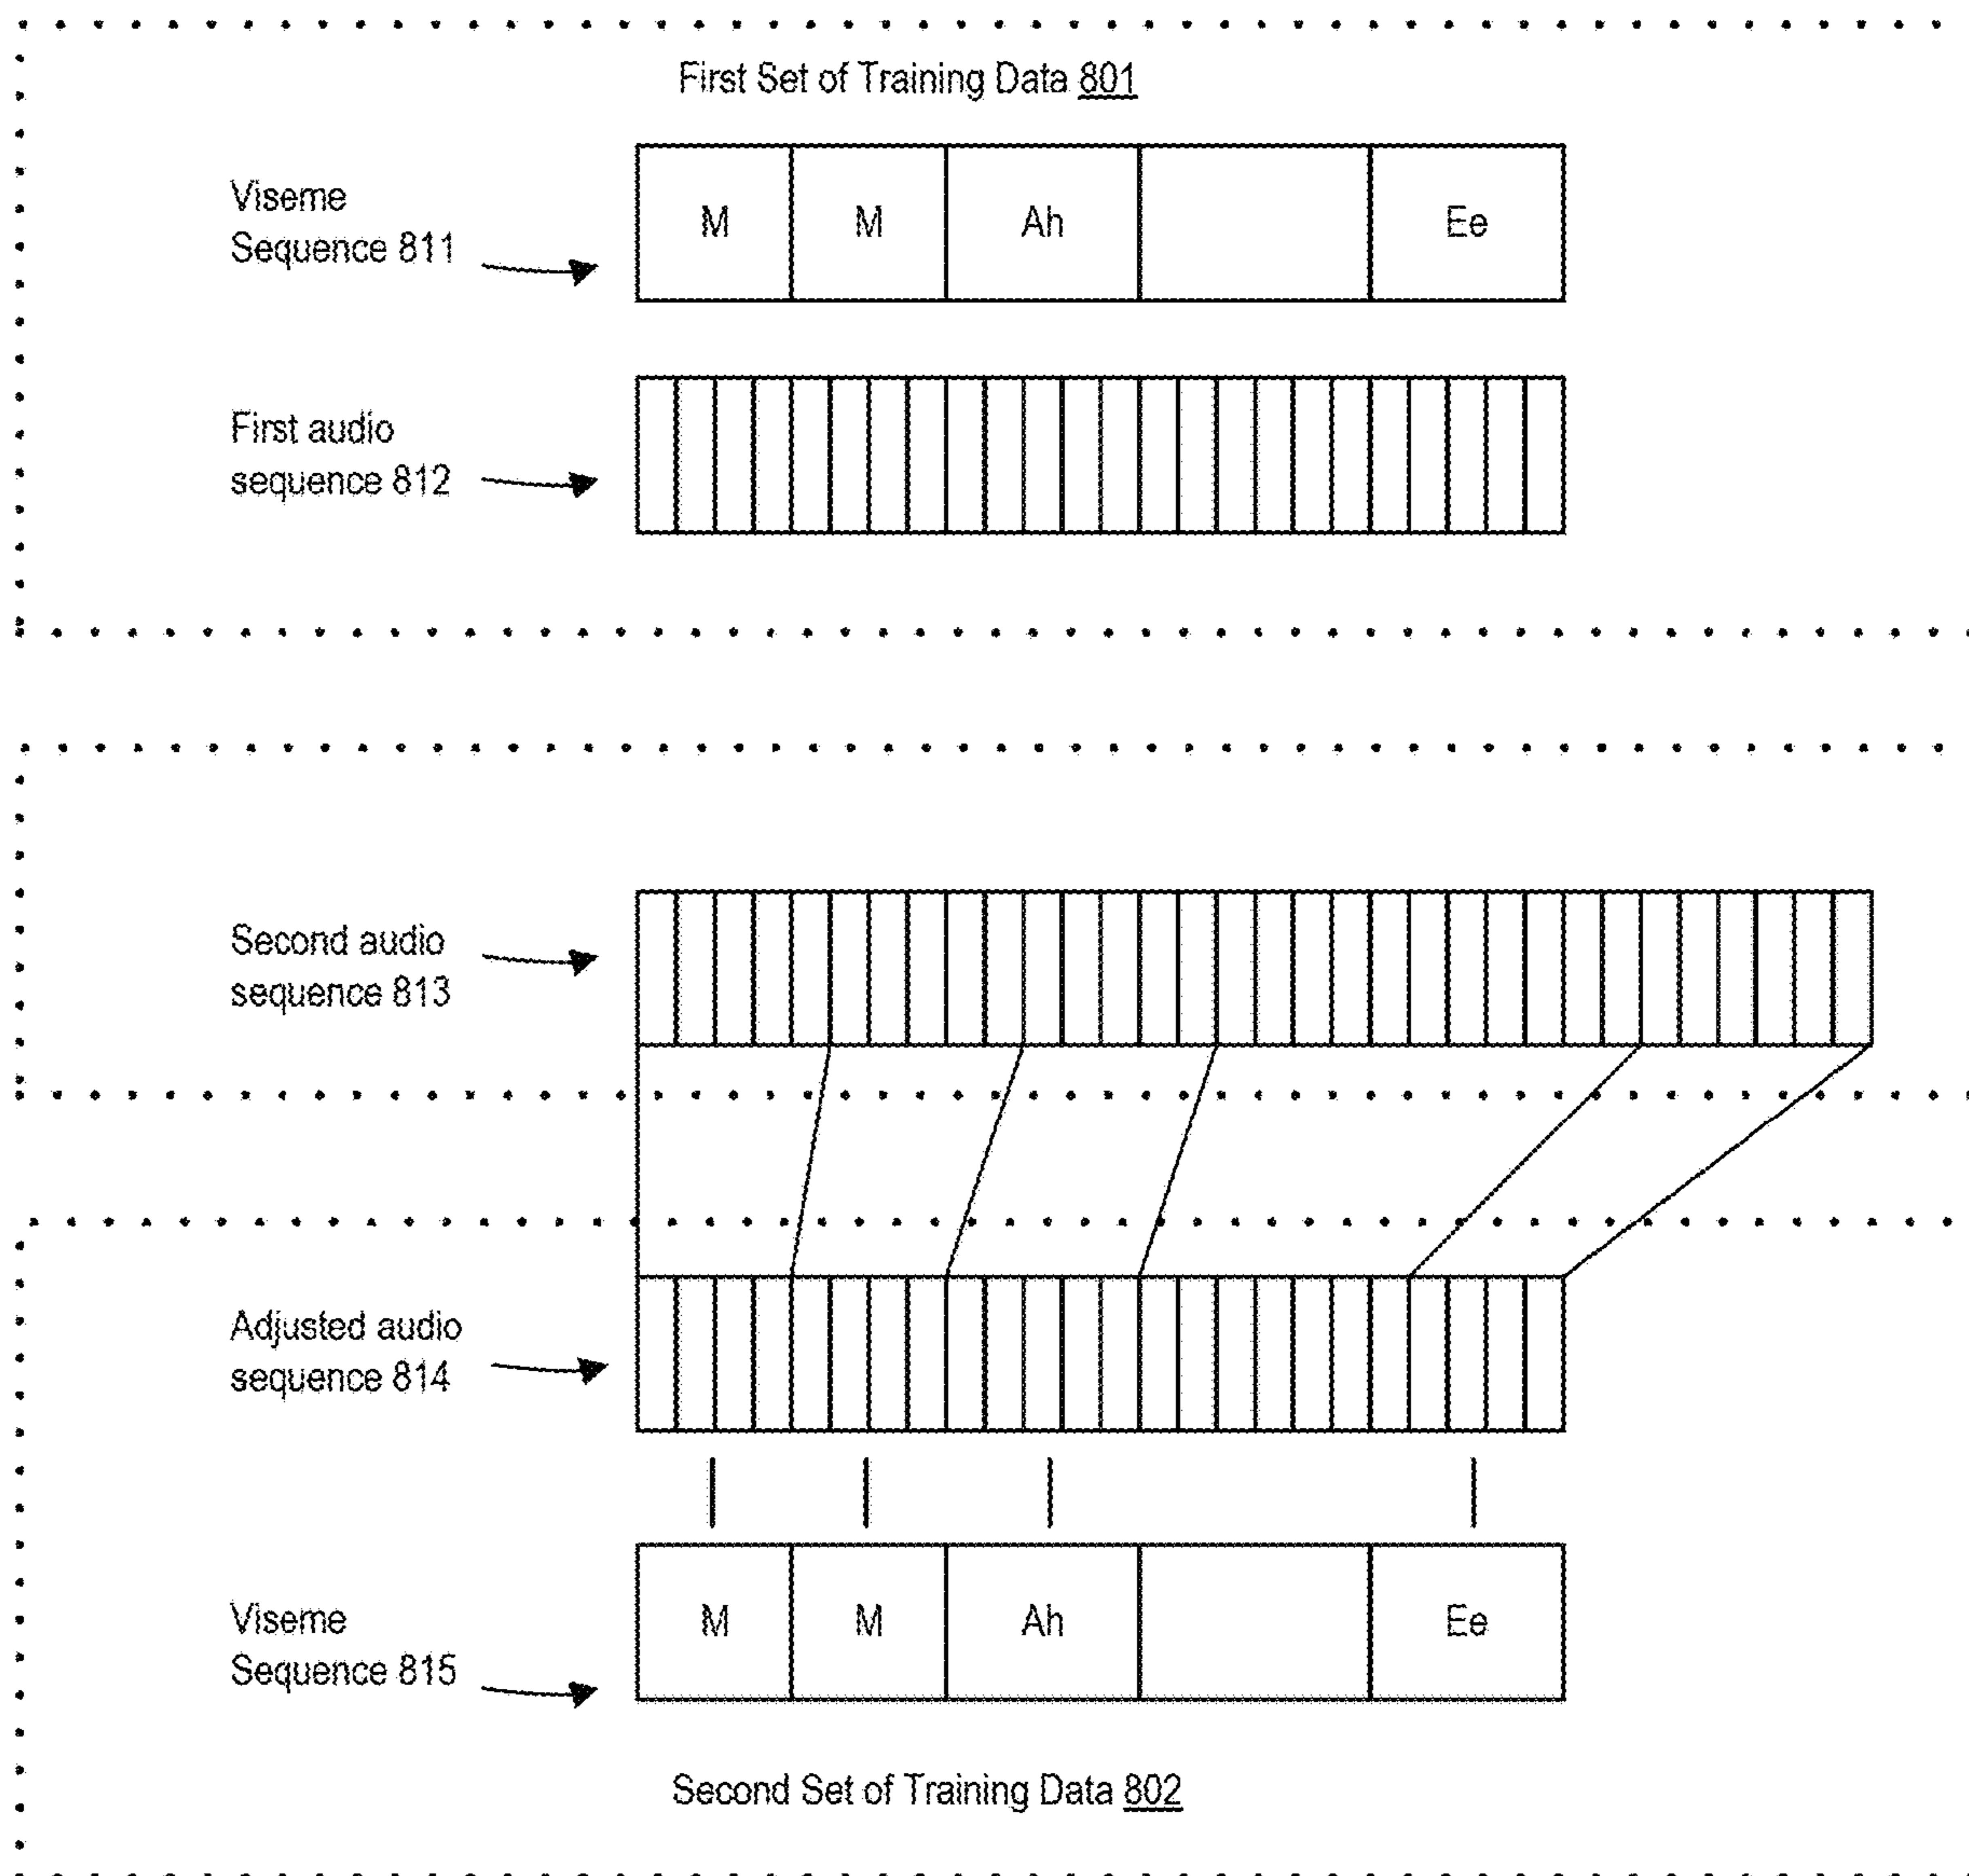 First Set of Training Data 801
Viseme
Sequence 811
M M Ah Ee
First audio
sequence 812
Second audio
sequence 813
Adjusted audio
sequence 814
Viseme
Sequence 815
M M Ah Ee
Second Set of Training Data 802